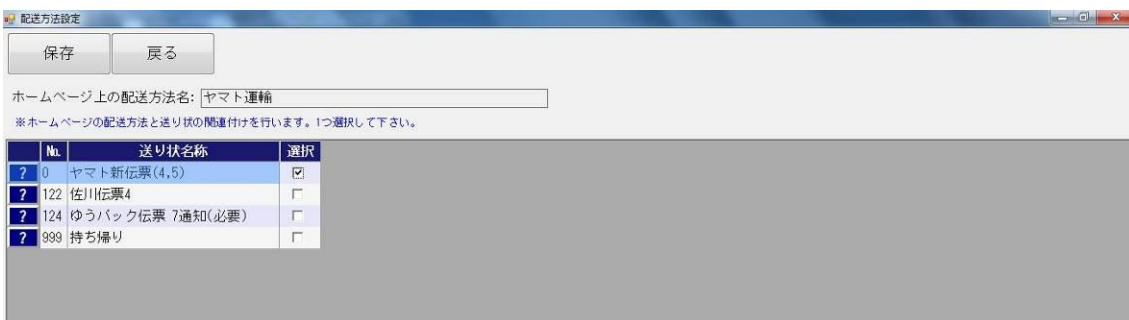 配送方法設定
保存 戻る
ホームページ上の配送方法名: ヤマト運輸
※ホームページの配送方法と送り状の関連付けを行います。1つ選択して下さい。
No. 送り状名称 選択
? 0 ヤマト新伝票(4,5)
? 122 佐川伝票4
? 124 ゆうパック伝票 7通知(必要)
? 999 持ち帰り